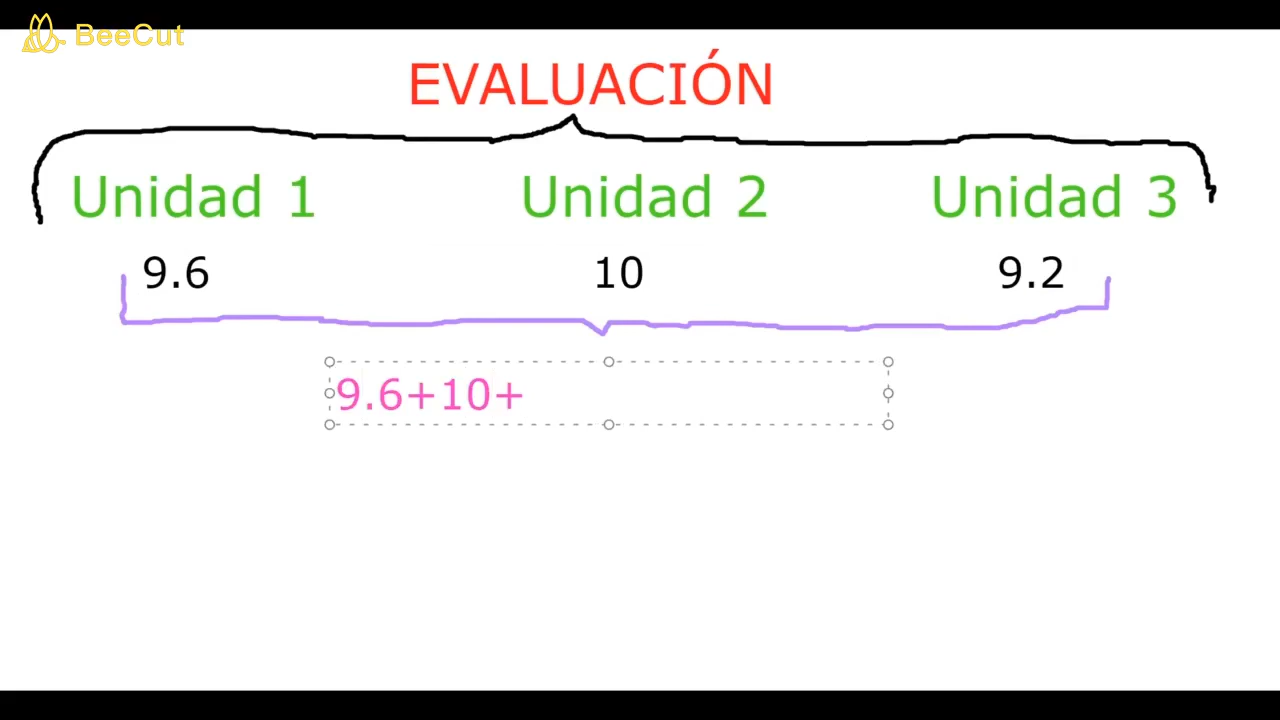 BeeCut
EVALUACIÓN
Unidad 1 Unidad 2 Unidad 3
9.6 10 9.2
9.6+10+